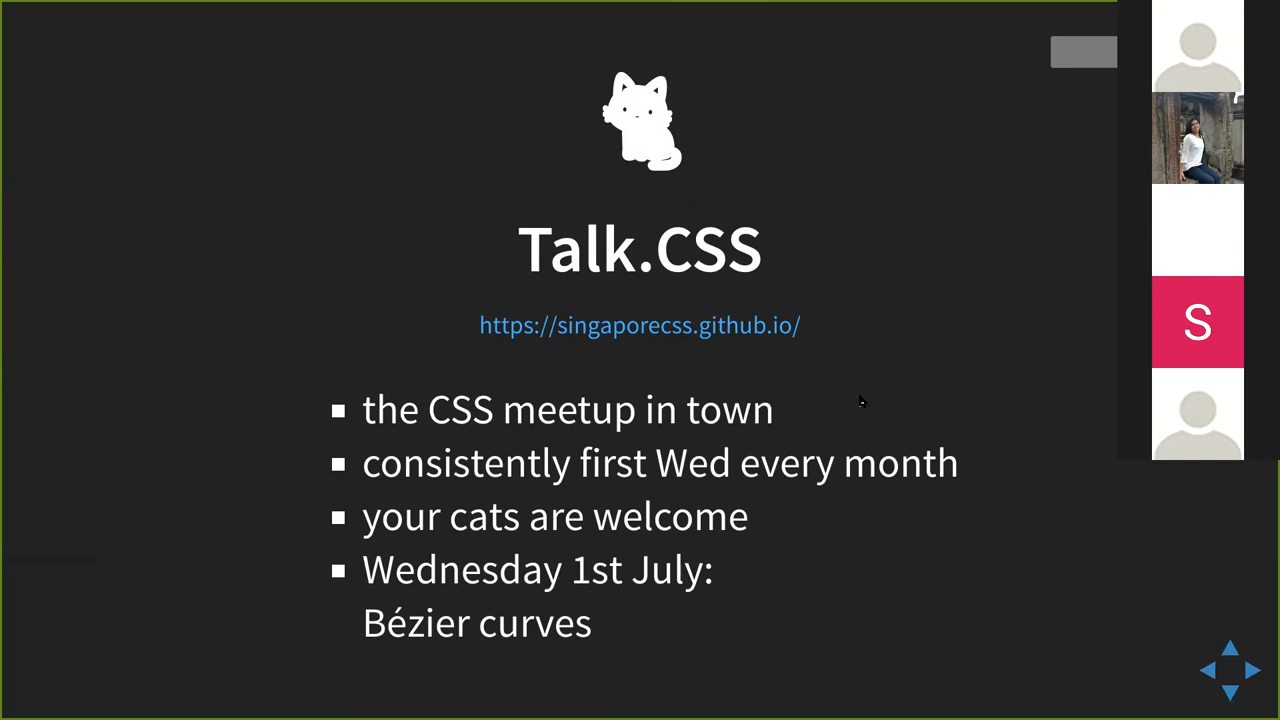 Talk.CSS
https://singaporecss.github.io/
the CSS meetup in town
consistently first Wed every month
your cats are welcome
Wednesday 1st July:
Bézier curves
S